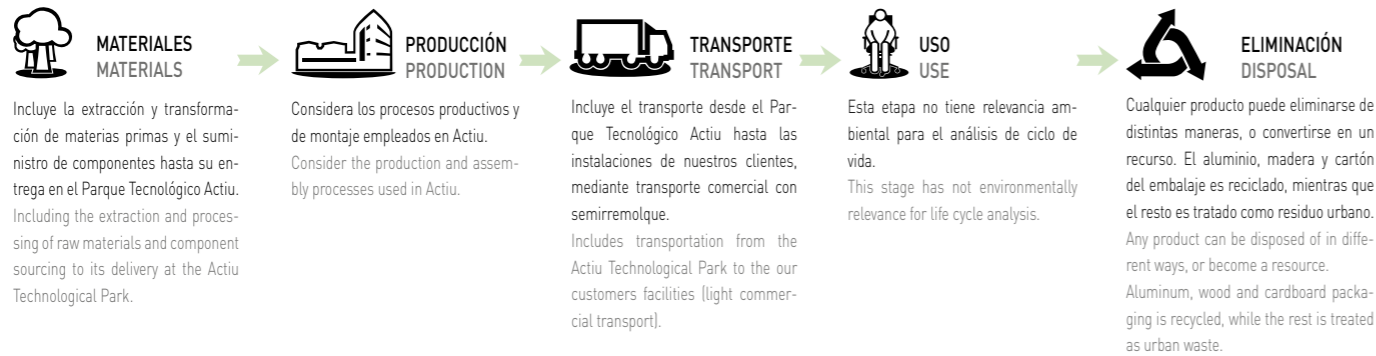 MATERIALES
MATERIALS
Incluye la extracción y transforma-
ción de materias primas y el sumi-
nistro de componentes hasta su en-
trega en el Parque Tecnológico Actiu.
Including the extraction and proces-
sing of raw materials and component
sourcing to its delivery at the Actiu
Technological Park.
PRODUCCIÓN
PRODUCTION
Considera los procesos productivos y
de montaje empleados en Actiu.
Consider the production and assem-
bly processes used in Actiu.
TRANSPORTE
TRANSPORT
Incluye el transporte desde el Par-
que Tecnológico Actiu hasta las
instalaciones de nuestros clientes,
mediante transporte comercial con
semirremolque.
Includes transportation from the
Actiu Technological Park to the our
customers facilities (light commer-
cial transport).
USO
USE
Esta etapa no tiene relevancia am-
biental para el análisis de ciclo de
vida.
This stage has not environmentally
relevance for life cycle analysis.
ELIMINACIÓN
DISPOSAL
Cualquier producto puede eliminarse de
distintas maneras, o convertirse en un
recurso. El aluminio, madera y cartón
del embalaje es reciclado, mientras que
el resto es tratado como residuo urbano.
Any product can be disposed of in diffe-
rent ways, or become a resource.
Aluminum, wood and cardboard packa-
ging is recycled, while the rest is treated
as urban waste.